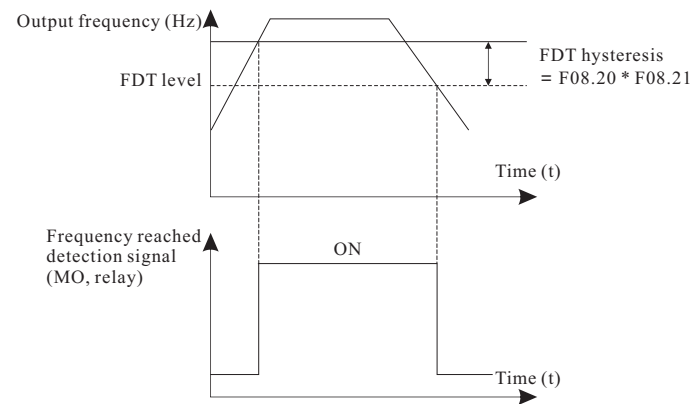 Output frequency (Hz)
FDT level
FDT hysteresis
= F08.20 * F08.21
Time (t)
Frequency reached
detection signal
(MO, relay)
ON
Time (t)